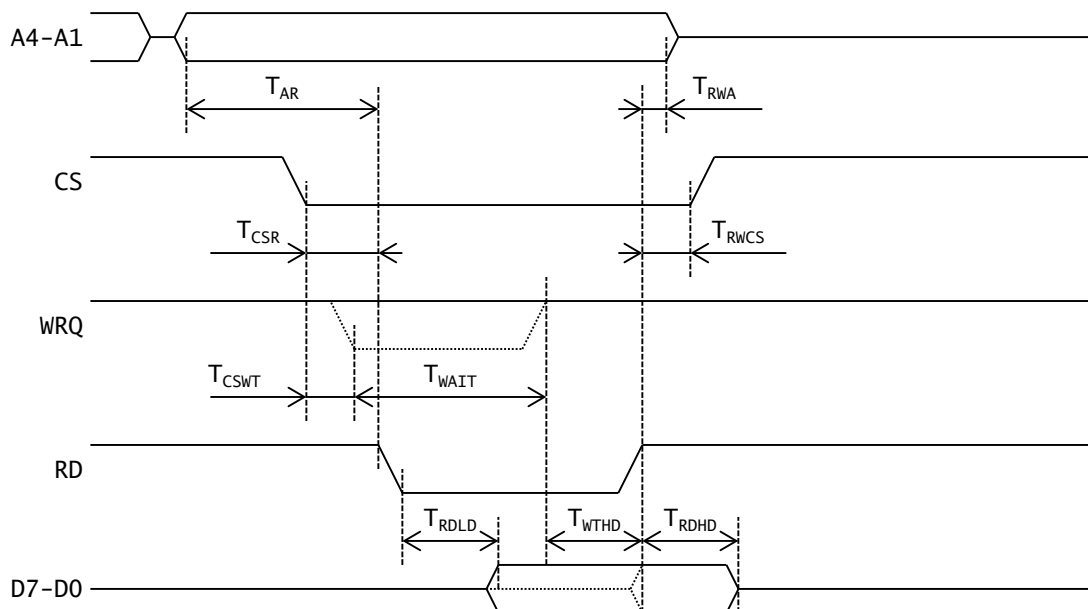 A4-A1
T_AR
T_RWA
CS
T_CSR
T_RWCS
WRQ
T_CSWT
T_WAIT
RD
T_RDLD
T_WTHD
T_RDHD
D7-D0